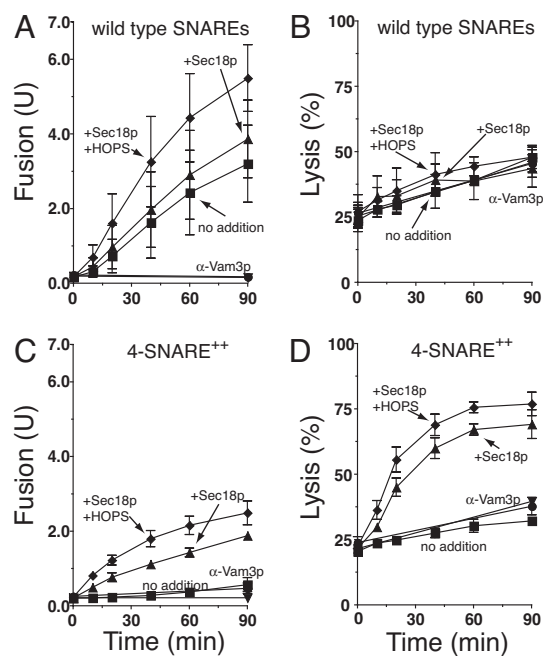 A
wild type SNAREs
Fusion (U)
7.0
6.0
4.0
2.0
0.0
0
30
60
90
+Sec18p
+HOPS
+Sec18p
no addition
α-Vam3p
B
wild type SNAREs
Lysis (%)
100
75
50
25
0
0
30
60
90
+Sec18p
+HOPS
+Sec18p
no addition
α-Vam3p
C
4-SNARE++
Fusion (U)
7.0
6.0
4.0
2.0
0.0
0
30
60
90
+Sec18p
+HOPS
+Sec18p
no addition
α-Vam3p
Time (min)
D
4-SNARE++
Lysis (%)
100
75
50
25
0
0
30
60
90
+Sec18p
+HOPS
+Sec18p
α-Vam3p
no addition
Time (min)